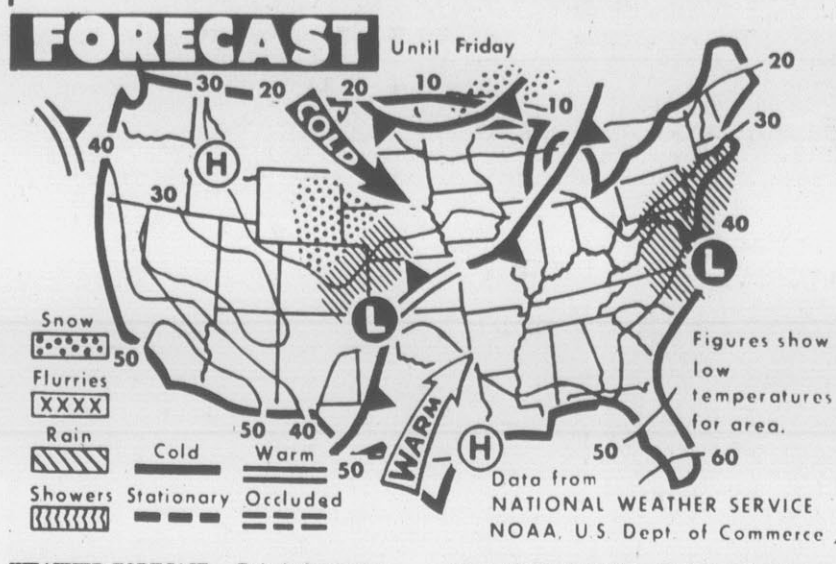 FORECAST
Until Friday
30 20 20 10 10 20
30
40
COLD
H
30
40
L
L
Snow
50
Flurries
XXXX
Rain
Showers
Cold
Warm
Stationary
Occluded
50 40
50
WARM
H
50
60
Figures show
low
temperatures
for area.
Data from
NATIONAL WEATHER SERVICE
NOAA, U.S. Dept. of Commerce